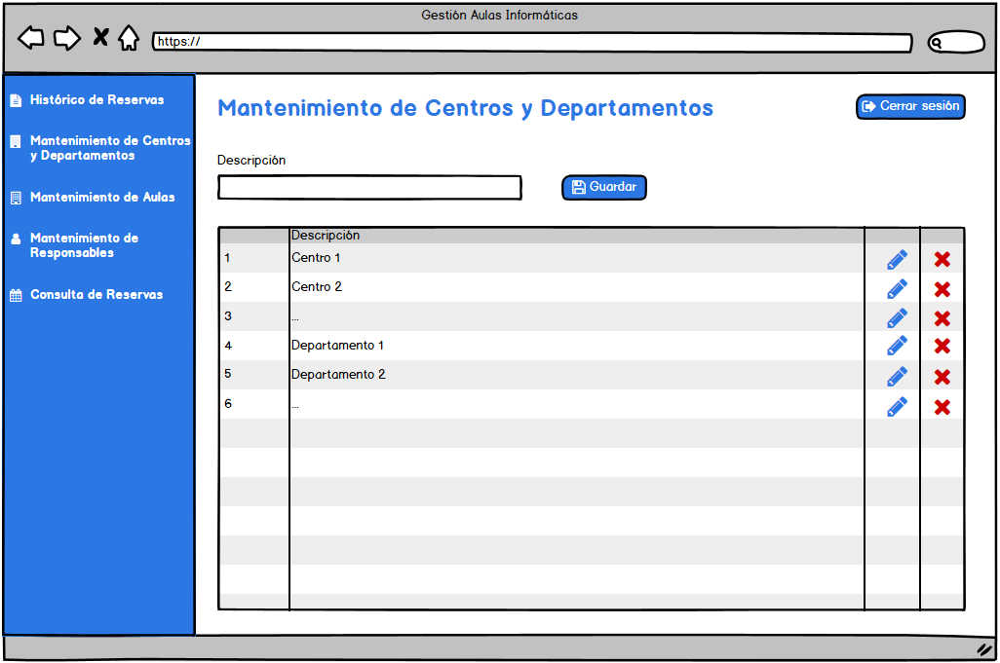 Gestión Aulas Informáticas
https://
Histórico de Reservas
Mantenimiento de Centros
y Departamentos
Mantenimiento de Aulas
Mantenimiento de
Responsables
Consulta de Reservas
Mantenimiento de Centros y Departamentos
Cerrar sesión
Descripción
Guardar
Descripción
1 Centro 1
2 Centro 2
3 ...
4 Departamento 1
5 Departamento 2
6 ...